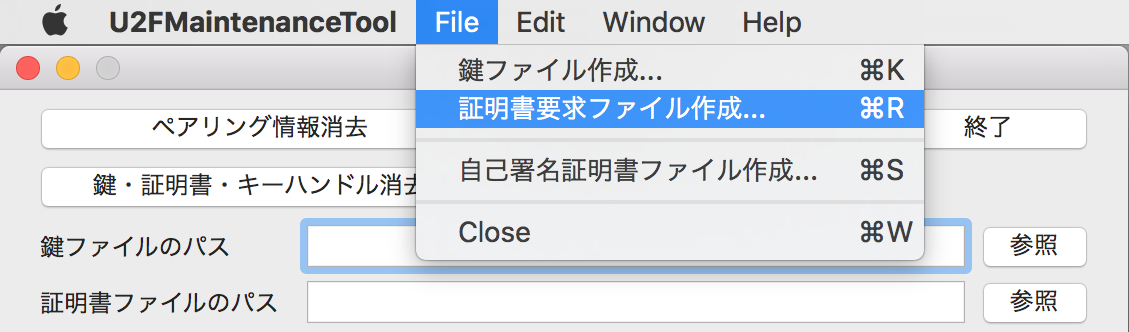 U2FMaintenanceTool File Edit Window Help
鍵ファイル作成... ⌘K
証明書要求ファイル作成... ⌘R
ペアリング情報消去 終了
自己署名証明書ファイル作成... ⌘S
鍵・証明書・キーハンドル消去
Close ⌘W
鍵ファイルのパス 参照
証明書ファイルのパス 参照